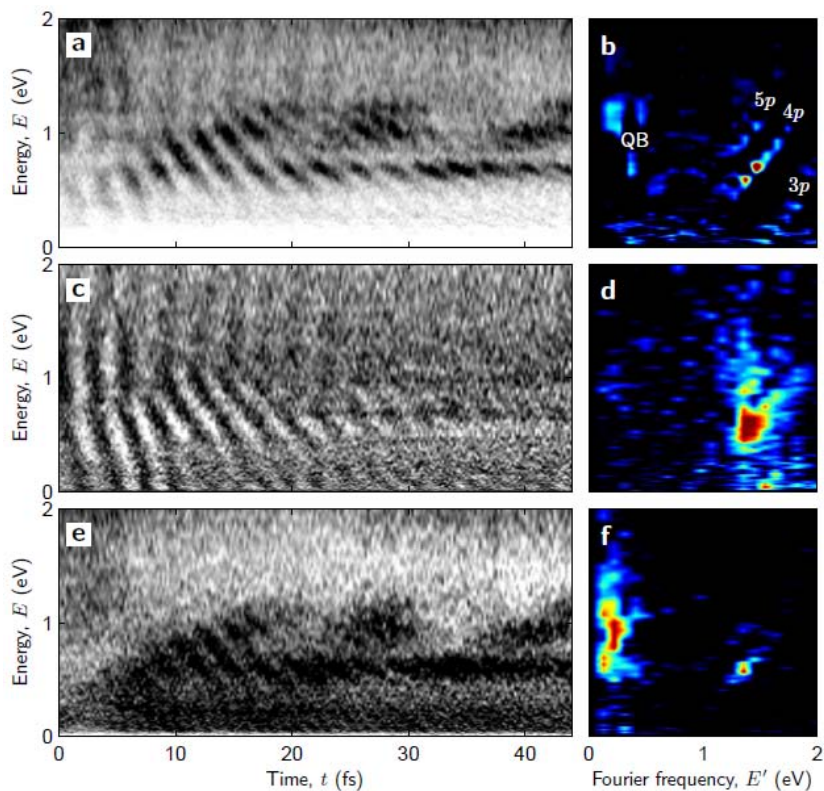 2
a
b
5p
4p
Energy, E (eV)
1
QB
3p
0
2
c
d
Energy, E (eV)
1
0
2
e
f
Energy, E (eV)
1
0
0
10
20
30
40
0
1
2
Time, t (fs)
Fourier frequency, E′ (eV)